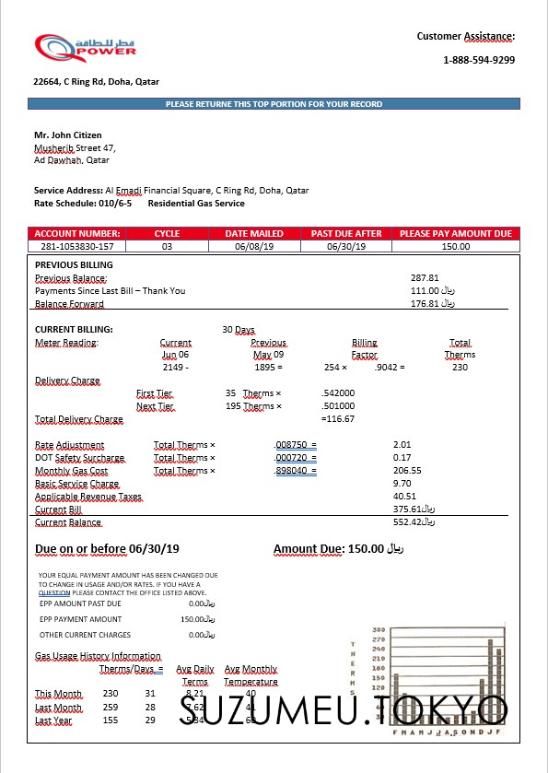 قطر للطاقة
QPOWER
Customer Assistance:
1-888-594-9299
22664, C Ring Rd, Doha, Qatar
PLEASE RETURNE THIS TOP PORTION FOR YOUR RECORD
Mr. John Citizen
Musherib Street 47,
Ad Dawhah, Qatar
Service Address: Al Emadi Financial Square, C Ring Rd, Doha, Qatar
Rate Schedule: 010/6-5 Residential Gas Service
ACCOUNT NUMBER: CYCLE DATE MAILED PAST DUE AFTER PLEASE PAY AMOUNT DUE
281-1053830-157 03 06/08/19 06/30/19 150.00
PREVIOUS BILLING
Previous Balance: 287.81
Payments Since Last Bill – Thank You 111.00 ريال
Balance Forward 176.81 ريال
CURRENT BILLING: 30 Days
Meter Reading: Current Previous Billing Total
Jun 06 May 09 Factor Therms
2149 - 1895 = 254 × .9042 = 230
Delivery Charge
First Tier 35 Therms × .542000
Next Tier 195 Therms × .501000
Total Delivery Charge =116.67
Rate Adjustment Total Therms × .008750 = 2.01
DOT Safety Surcharge Total Therms × .000720 = 0.17
Monthly Gas Cost Total Therms × .898040 = 206.55
Basic Service Charge 9.70
Applicable Revenue Taxes 40.51
Current Bill 375.61ريال
Current Balance 552.42ريال
Due on or before 06/30/19 Amount Due: 150.00 ريال
YOUR EQUAL PAYMENT AMOUNT HAS BEEN CHANGED DUE
TO CHANGE IN USAGE AND/OR RATES. IF YOU HAVE A
QUESTION PLEASE CONTACT THE OFFICE LISTED ABOVE.
EPP AMOUNT PAST DUE 0.00ريال
EPP PAYMENT AMOUNT 150.00ريال
OTHER CURRENT CHARGES 0.00ريال
Gas Usage History Information
Therms/Days = Avg Daily Avg Monthly
Terms Temperature
This Month 230 31 8.21 40
Last Month 259 28 7.62
Last Year 155 29
THERMS
300
270
240
210
180
150
120
90
60
30
SUZUMEU.TOKYO